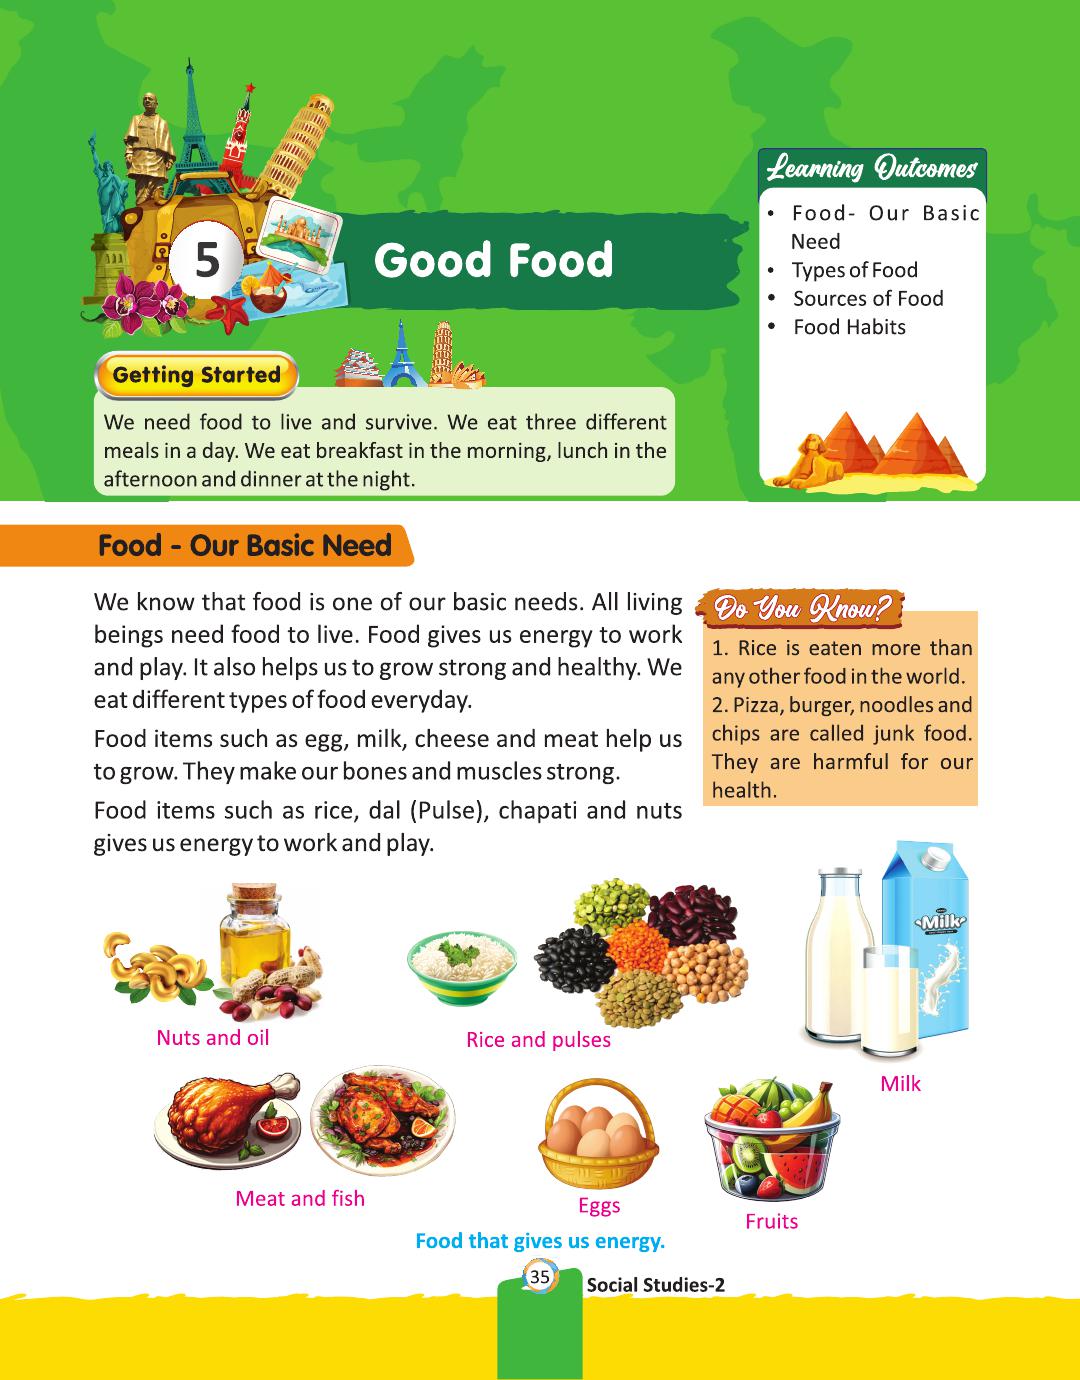 5
Good Food
Learning Outcomes
• Food- Our Basic
Need
• Types of Food
• Sources of Food
• Food Habits
Getting Started
We need food to live and survive. We eat three different
meals in a day. We eat breakfast in the morning, lunch in the
afternoon and dinner at the night.
Food - Our Basic Need
We know that food is one of our basic needs. All living
beings need food to live. Food gives us energy to work
and play. It also helps us to grow strong and healthy. We
eat different types of food everyday.
Food items such as egg, milk, cheese and meat help us
to grow. They make our bones and muscles strong.
Food items such as rice, dal (Pulse), chapati and nuts
gives us energy to work and play.
Do You Know?
1. Rice is eaten more than
any other food in the world.
2. Pizza, burger, noodles and
chips are called junk food.
They are harmful for our
health.
Milk
Nuts and oil
Rice and pulses
Milk
Meat and fish
Eggs
Fruits
Food that gives us energy.
35
Social Studies-2